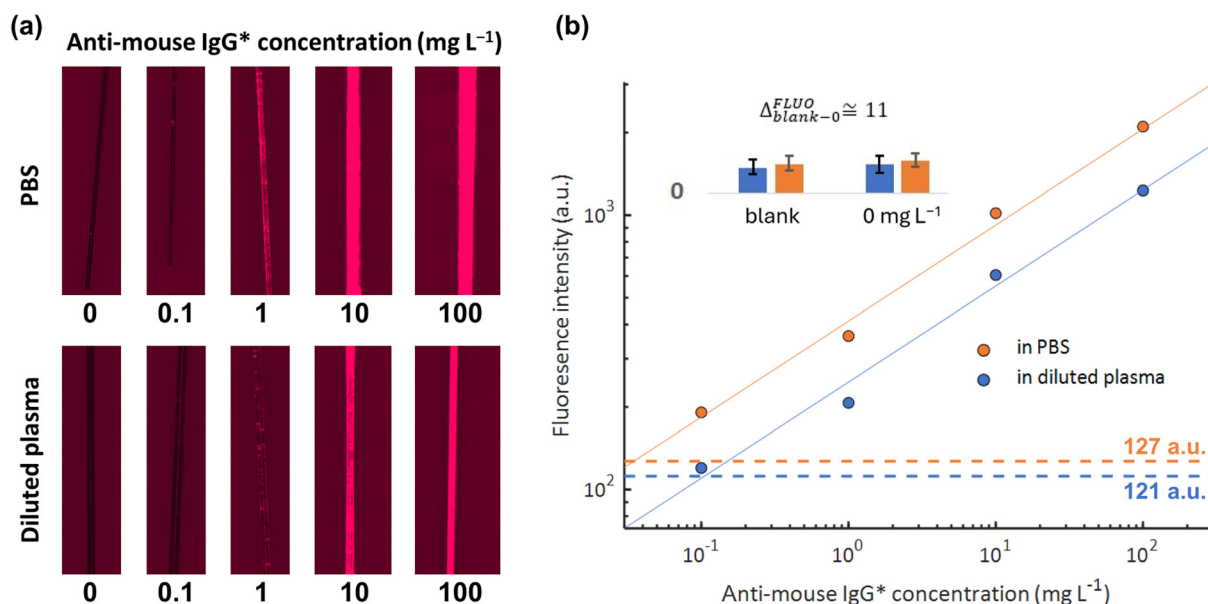 (a)
Anti-mouse IgG* concentration (mg L⁻¹)
PBS
0 0.1 1 10 100
Diluted plasma
0 0.1 1 10 100
(b)
Fluoresence intensity (a.u.)
10³
10²
Δ^{FLUO}_{blank−0} ≅ 11
0
blank 0 mg L⁻¹
in PBS
in diluted plasma
127 a.u.
121 a.u.
10⁻¹ 10⁰ 10¹ 10²
Anti-mouse IgG* concentration (mg L⁻¹)